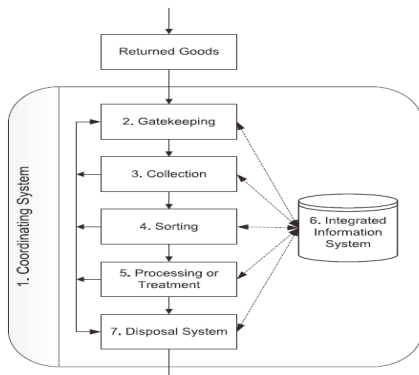 Returned Goods
1. Coordinating System
2. Gatekeeping
3. Collection
4. Sorting
5. Processing or
Treatment
7. Disposal System
6. Integrated
Information
System